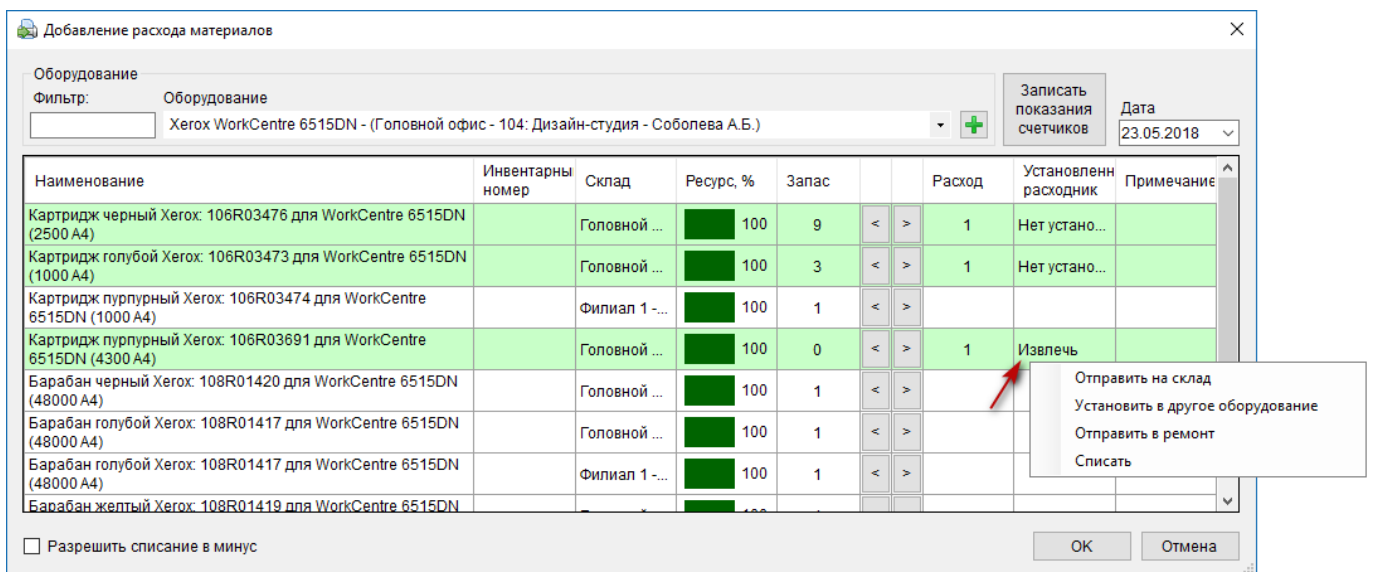 Добавление расхода материалов
Оборудование
Фильтр: Оборудование
Xerox WorkCentre 6515DN - (Головной офис - 104: Дизайн-студия - Соболева А.Б.)
Записать
показания
счетчиков
Дата
23.05.2018
Наименование Инвентарны номер Склад Ресурс, % Запас Расход Установленн расходник Примечание
Картридж черный Xerox: 106R03476 для WorkCentre 6515DN
(2500 A4) Головной ... 100 9 < > 1 Нет устано...
Картридж голубой Xerox: 106R03473 для WorkCentre 6515DN
(1000 A4) Головной ... 100 3 < > 1 Нет устано...
Картридж пурпурный Xerox: 106R03474 для WorkCentre
6515DN (1000 A4) Филиал 1 -... 100 1 < >
Картридж пурпурный Xerox: 106R03691 для WorkCentre
6515DN (4300 A4) Головной ... 100 0 < > 1 Извлечь
Барабан черный Xerox: 108R01420 для WorkCentre 6515DN
(48000 A4) Головной ... 100 1 < >
Барабан голубой Xerox: 108R01417 для WorkCentre 6515DN
(48000 A4) Головной ... 100 1 < >
Барабан голубой Xerox: 108R01417 для WorkCentre 6515DN
(48000 A4) Филиал 1 -... 100 1 < >
Барабан желтый Xerox: 108R01419 для WorkCentre 6515DN
Отправить на склад
Установить в другое оборудование
Отправить в ремонт
Списать
Разрешить списание в минус
OK Отмена